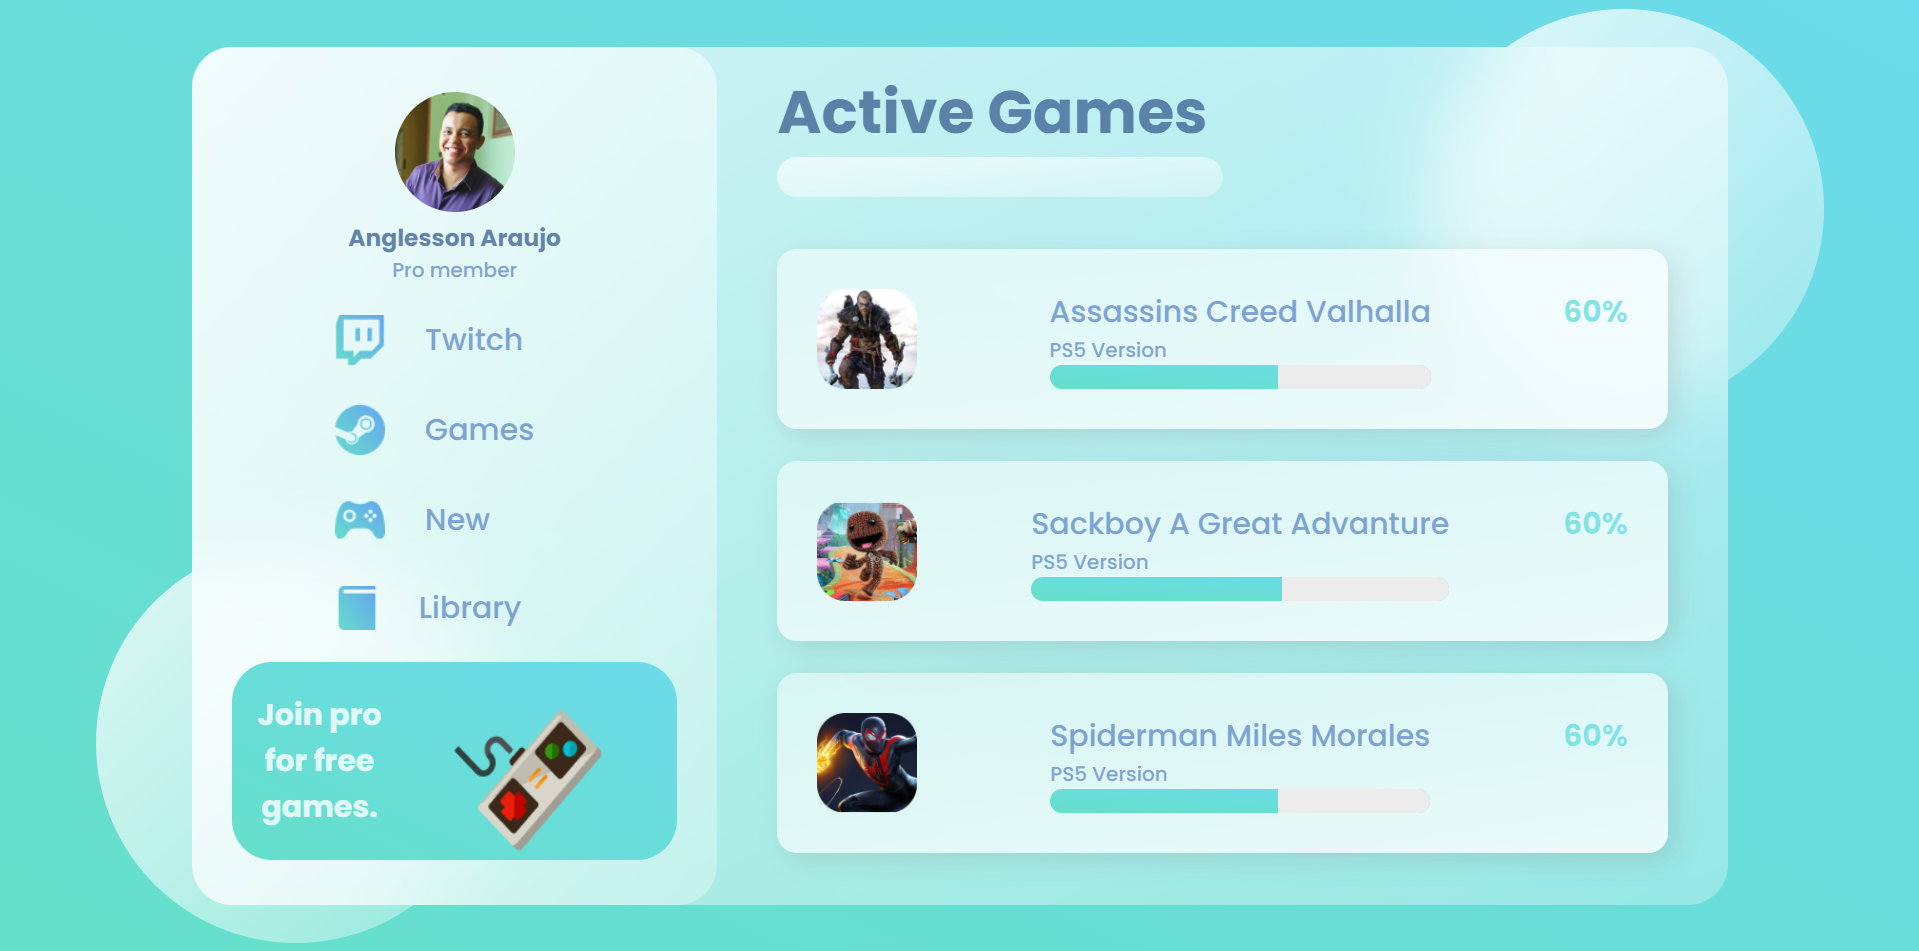 Anglesson Araujo
Pro member
Twitch
Games
New
Library
Join pro
for free
games.
Active Games
Assassins Creed Valhalla
60%
PS5 Version
Sackboy A Great Advanture
60%
PS5 Version
Spiderman Miles Morales
60%
PS5 Version